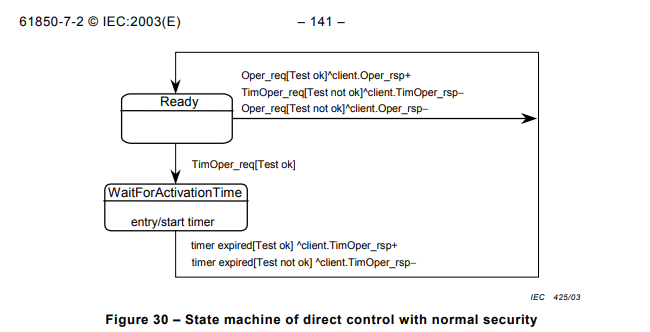 61850-7-2 © IEC:2003(E)
– 141 –
Oper_req[Test ok]^client.Oper_rsp+
TimOper_req[Test not ok]^client.TimOper_rsp–
Oper_req[Test not ok]^client.Oper_rsp–
Ready
TimOper_req[Test ok]
WaitForActivationTime
entry/start timer
timer expired[Test ok] ^client.TimOper_rsp+
timer expired[Test not ok] ^client.TimOper_rsp–
IEC 425/03
Figure 30 – State machine of direct control with normal security